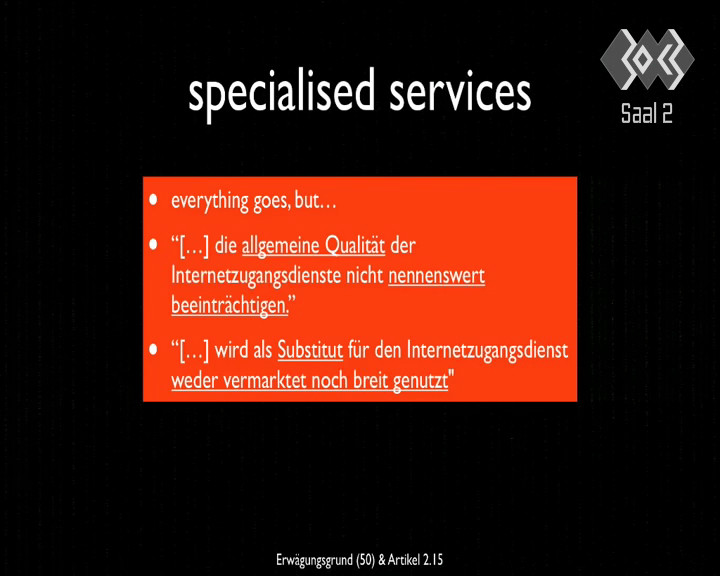 specialised services
Saal 2
• everything goes, but…
• “[…] die allgemeine Qualität der
Internetzugangsdienste nicht nennenswert
beeinträchtigen.”
• “[…] wird als Substitut für den Internetzugangsdienst
weder vermarktet noch breit genutzt"
Erwägungsgrund (50) & Artikel 2.15